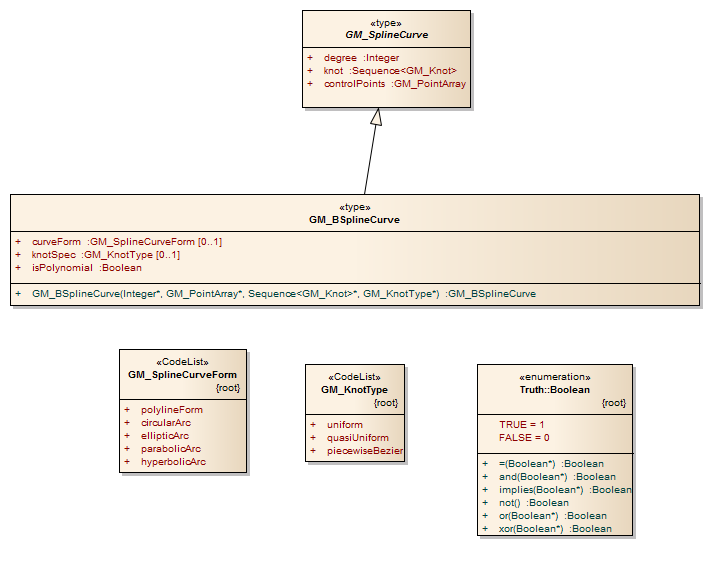 «type»
GM_SplineCurve
+ degree :Integer
+ knot :Sequence<GM_Knot>
+ controlPoints :GM_PointArray
«type»
GM_BSplineCurve
+ curveForm :GM_SplineCurveForm [0..1]
+ knotSpec :GM_KnotType [0..1]
+ isPolynomial :Boolean
+ GM_BSplineCurve(Integer*, GM_PointArray*, Sequence<GM_Knot>*, GM_KnotType*) :GM_BSplineCurve
«CodeList»
GM_SplineCurveForm
{root}
+ polylineForm
+ circularArc
+ ellipticArc
+ parabolicArc
+ hyperbolicArc
«CodeList»
GM_KnotType
{root}
+ uniform
+ quasiUniform
+ piecewiseBezier
«enumeration»
Truth::Boolean
{root}
TRUE = 1
FALSE = 0
+ =(Boolean*) :Boolean
+ and(Boolean*) :Boolean
+ implies(Boolean*) :Boolean
+ not() :Boolean
+ or(Boolean*) :Boolean
+ xor(Boolean*) :Boolean